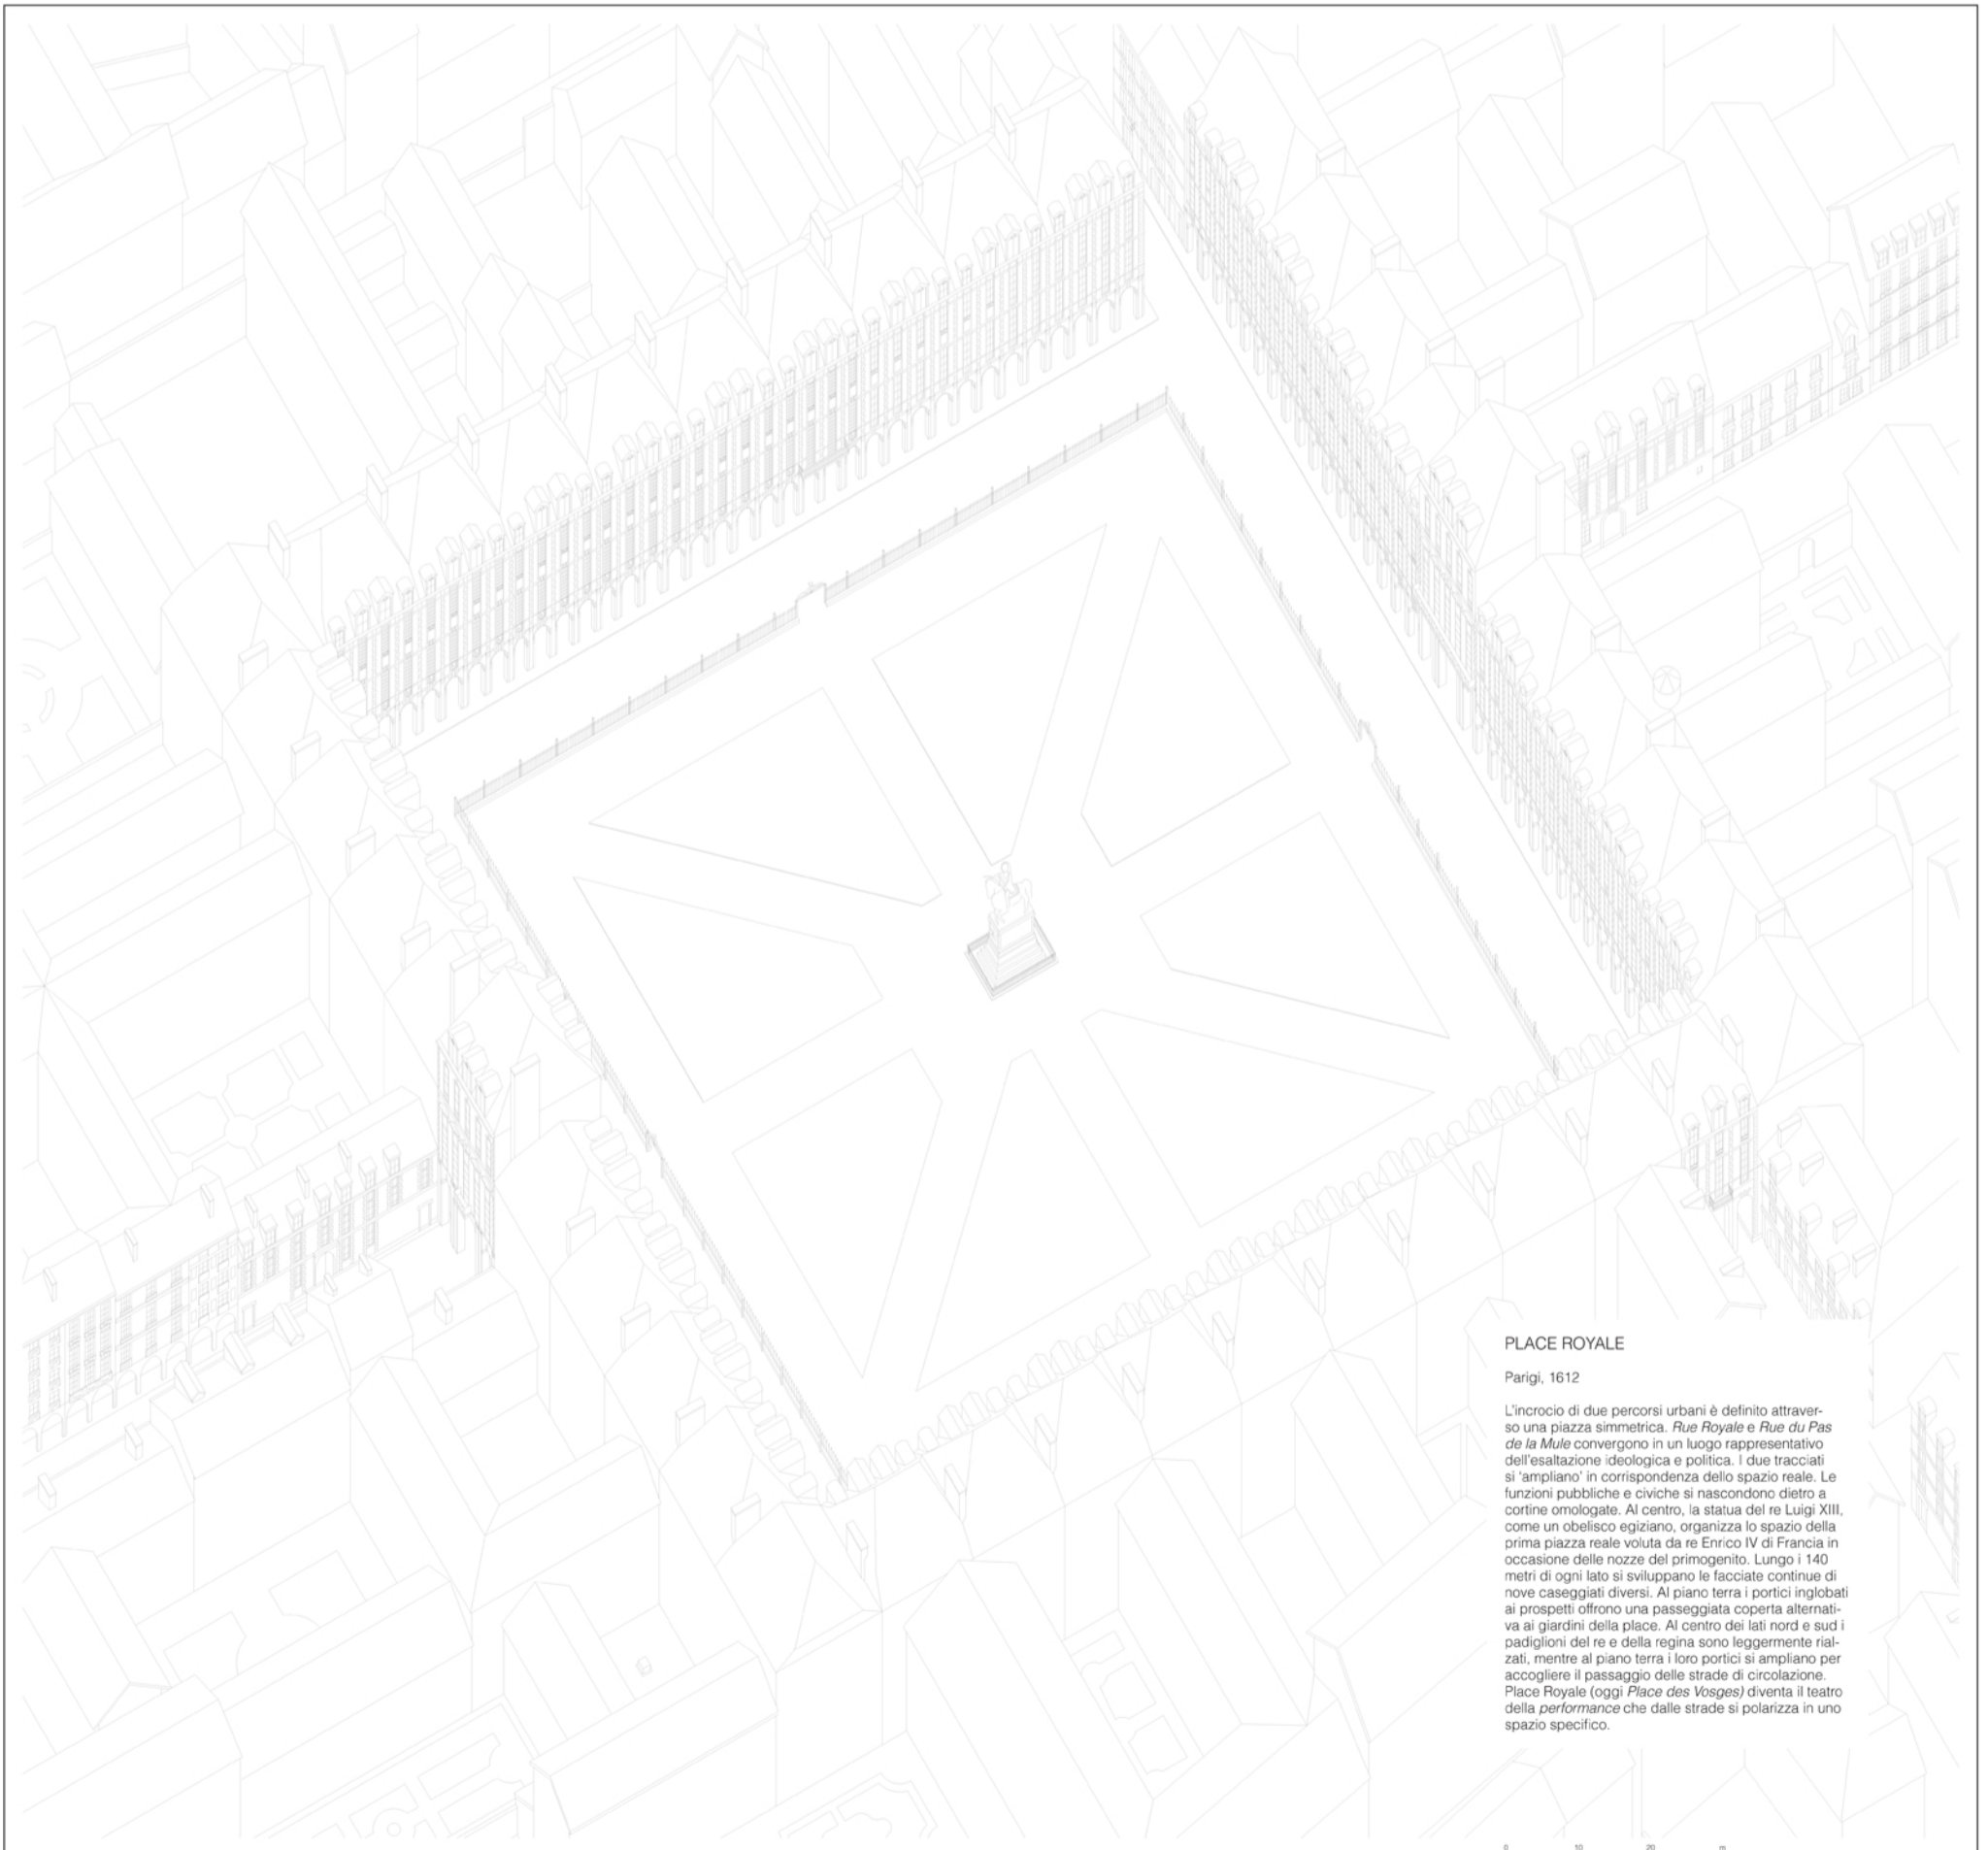 PLACE ROYALE
Parigi, 1612
L'incrocio di due percorsi urbani è definito attraver-
so una piazza simmetrica. Rue Royale e Rue du Pas
de la Mule convergono in un luogo rappresentativo
dell'esaltazione ideologica e politica. I due tracciati
si 'ampliano' in corrispondenza dello spazio reale. Le
funzioni pubbliche e civiche si nascondono dietro a
cortine omologate. Al centro, la statua del re Luigi XIII,
come un obelisco egiziano, organizza lo spazio della
prima piazza reale voluta da re Enrico IV di Francia in
occasione delle nozze del primogenito. Lungo i 140
metri di ogni lato si sviluppano le facciate continue di
nove caseggiati diversi. Al piano terra i portici inglobati
ai prospetti offrono una passeggiata coperta alternati-
va ai giardini della place. Al centro dei lati nord e sud i
padiglioni del re e della regina sono leggermente rial-
zati, mentre al piano terra i loro portici si ampliano per
accogliere il passaggio delle strade di circolazione.
Place Royale (oggi Place des Vosges) diventa il teatro
della performance che dalle strade si polarizza in uno
spazio specifico.
0 10 20 m